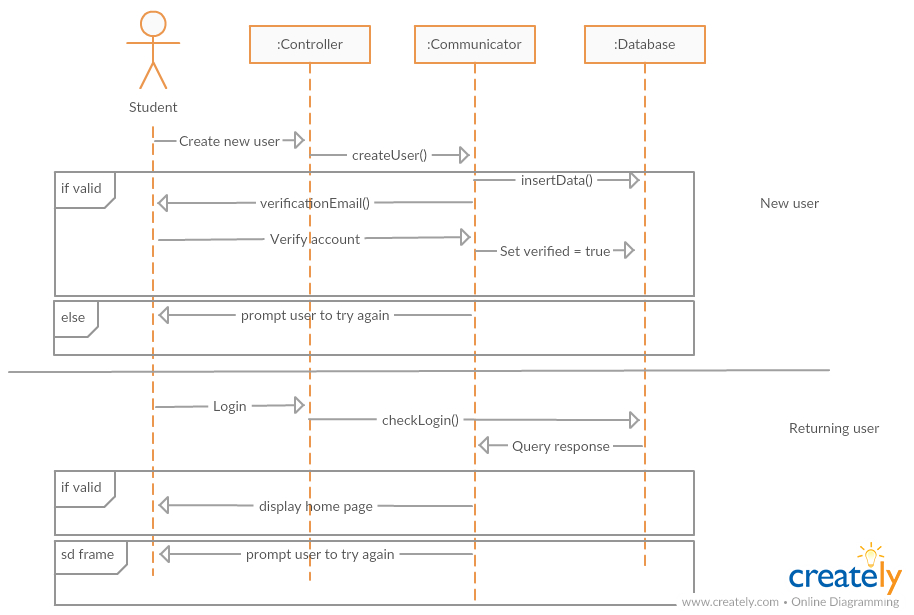 :Controller
:Communicator
:Database
Student
Create new user
createUser()
if valid
insertData()
verificationEmail()
New user
Verify account
Set verified = true
else
prompt user to try again
Login
checkLogin()
Returning user
Query response
if valid
display home page
sd frame
prompt user to try again
creately
www.creately.com • Online Diagramming